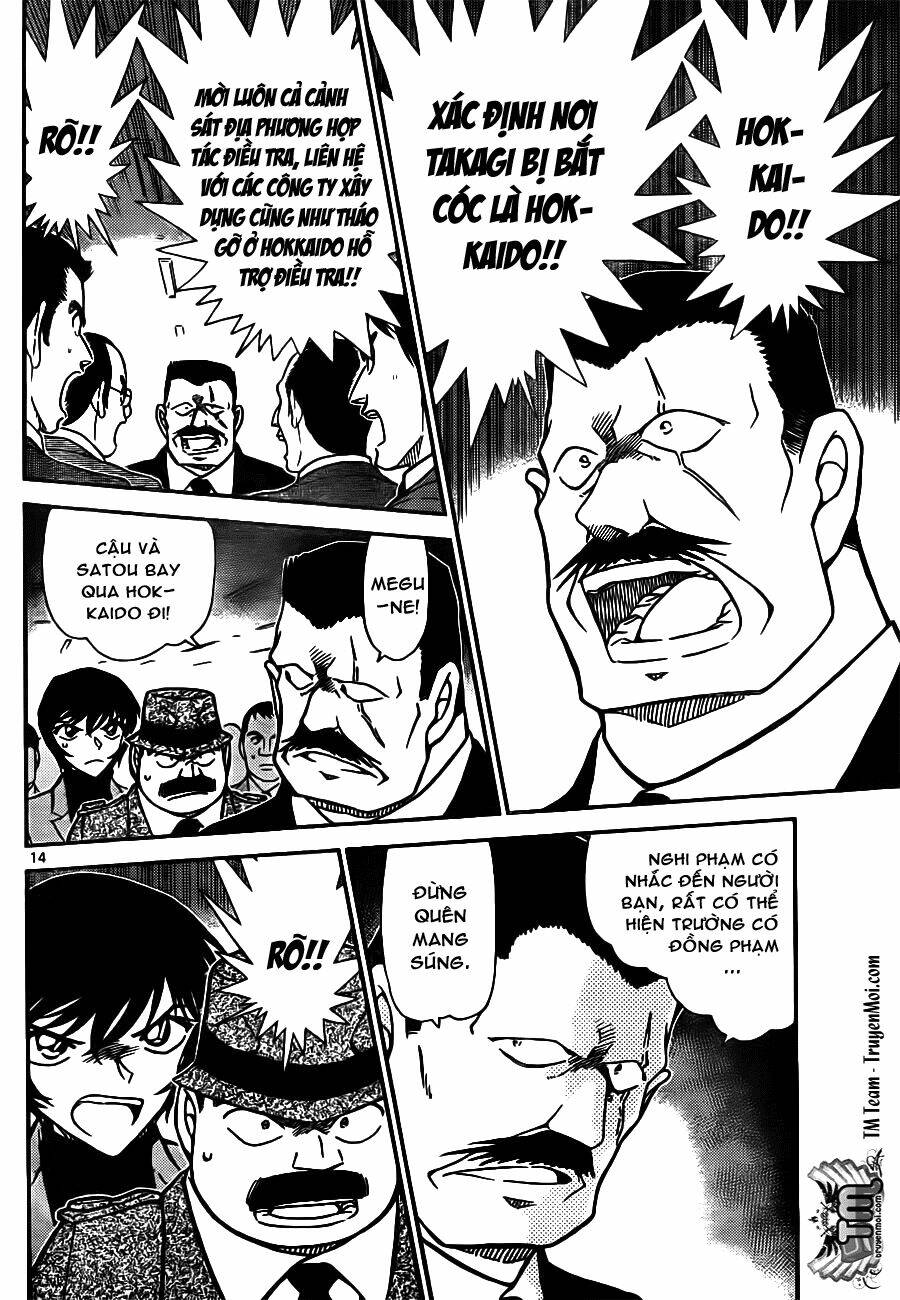 HOK-
KAI-
DO!!
XÁC ĐỊNH NƠI
TAKAGI BỊ BẮT
CÓC LÀ HOK-
KAIDO!!
MỜI LUÔN CẢ CẢNH
SÁT ĐỊA PHƯƠNG HỢP
TÁC ĐIỀU TRA, LIÊN HỆ
VỚI CÁC CÔNG TY XÂY
DỰNG CŨNG NHƯ THÁO
GỠ Ở HOKKAIDO HỖ
TRỢ ĐIỀU TRA!!
RÕ!!
MEGU
-NE!
CẬU VÀ
SATOU BAY
QUA HOK-
KAIDO ĐI!
14
NGHI PHẠM CÓ
NHẮC ĐẾN NGƯỜI
BẠN, RẤT CÓ THỂ
HIỆN TRƯỜNG CÓ
ĐỒNG PHẠM
...
ĐỪNG
QUÊN
MANG
SÚNG.
RÕ!!
TM Team - TruyenMoi.com
TM
truyenmoi.com